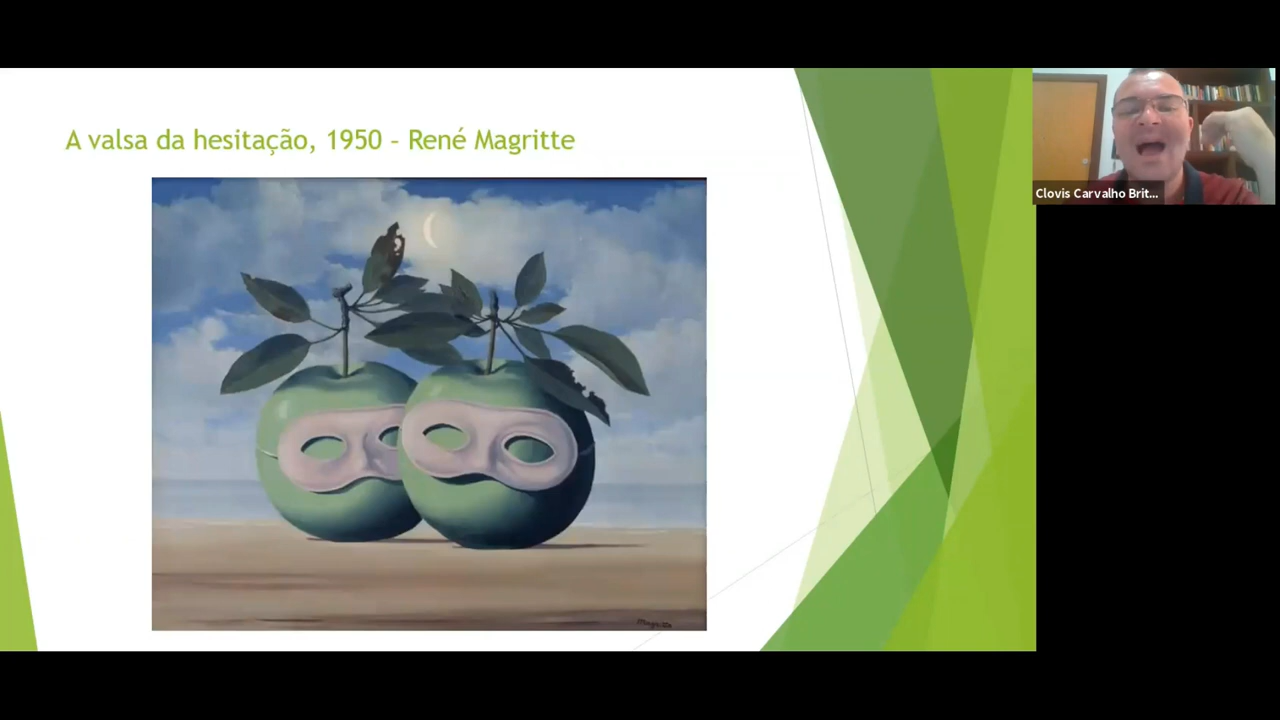 A valsa da hesitação, 1950 - René Magritte
Clovis Carvalho Brit...
Magritte